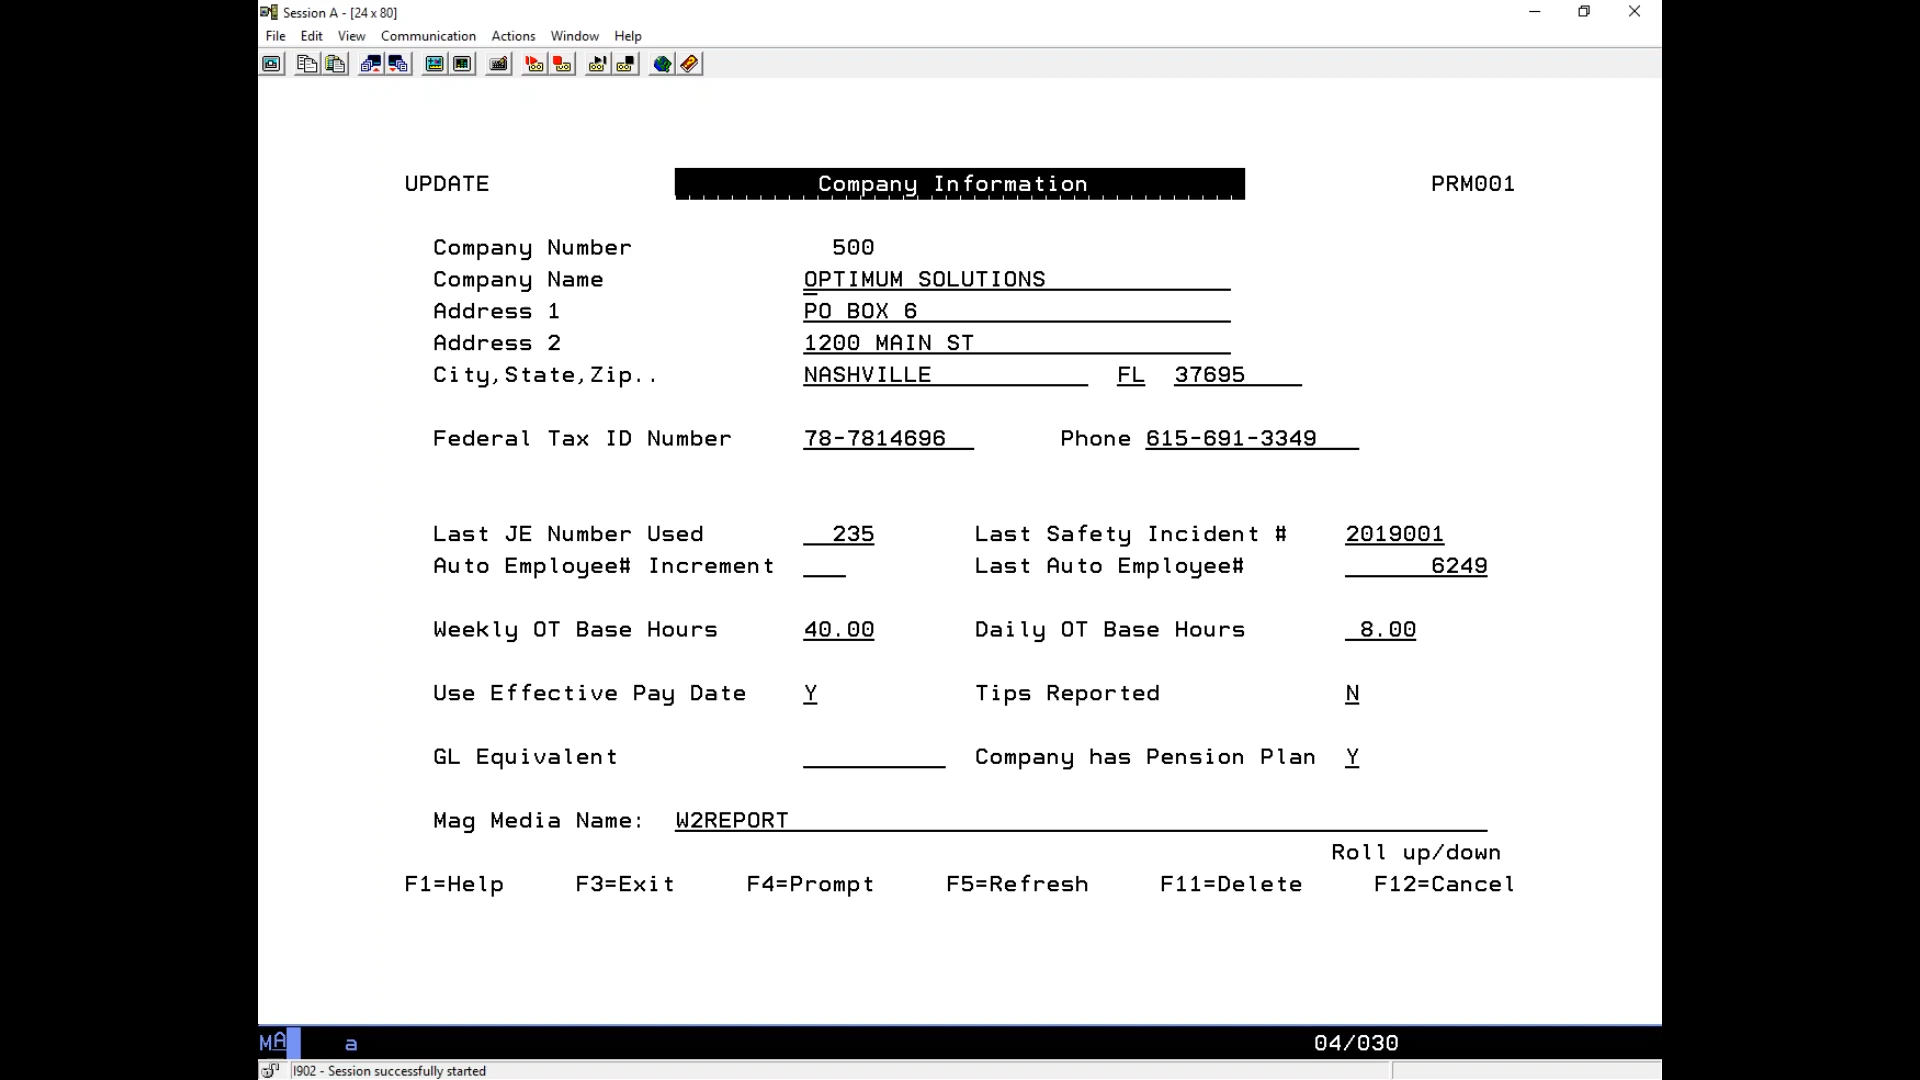 Session A - [24 x 80]
File Edit View Communication Actions Window Help
UPDATE Company Information PRM001
Company Number 500
Company Name OPTIMUM SOLUTIONS
Address 1 PO BOX 6
Address 2 1200 MAIN ST
City,State,Zip.. NASHVILLE FL 37695
Federal Tax ID Number 78-7814696 Phone 615-691-3349
Last JE Number Used 235 Last Safety Incident # 2019001
Auto Employee# Increment Last Auto Employee# 6249
Weekly OT Base Hours 40.00 Daily OT Base Hours 8.00
Use Effective Pay Date Y Tips Reported N
GL Equivalent Company has Pension Plan Y
Mag Media Name: W2REPORT
Roll up/down
F1=Help F3=Exit F4=Prompt F5=Refresh F11=Delete F12=Cancel
MA a 04/030
I902 - Session successfully started